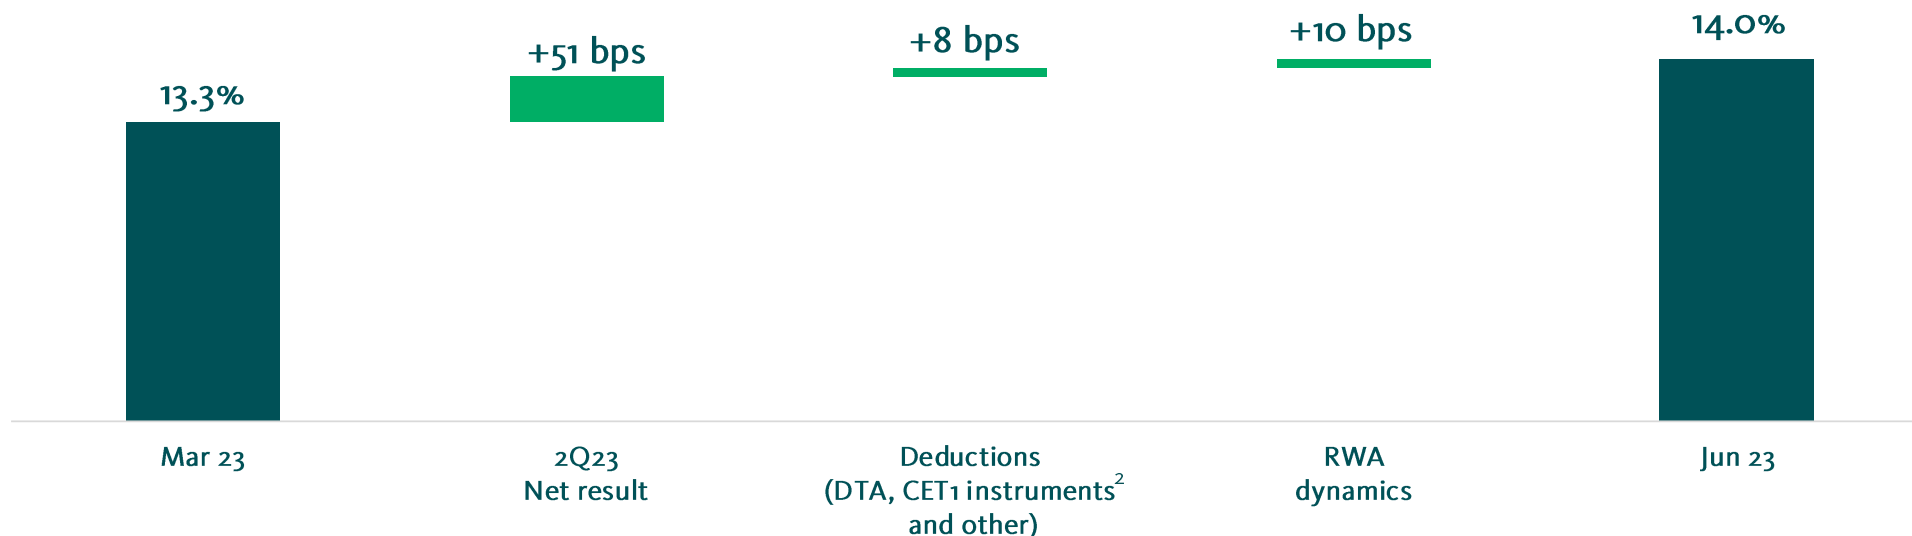 13.3%
+51 bps
+8 bps
+10 bps
14.0%
Mar 23
2Q23
Net result
Deductions
(DTA, CET1 instruments²
and other)
RWA
dynamics
Jun 23